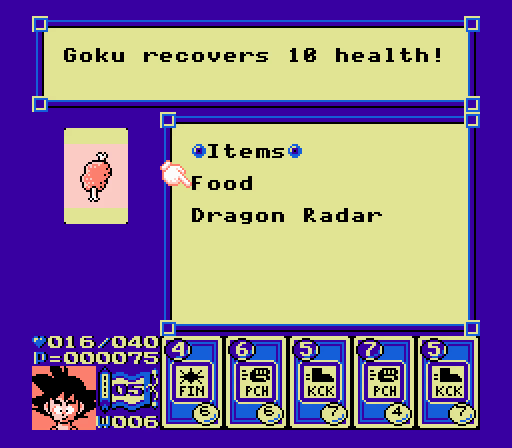 Goku recovers 10 health!
Items
Food
Dragon Radar
016/040
P=000075
05
W006
4 6 5 7 5
FIN PCH KCK PCH KCK
6 6 7 4 7